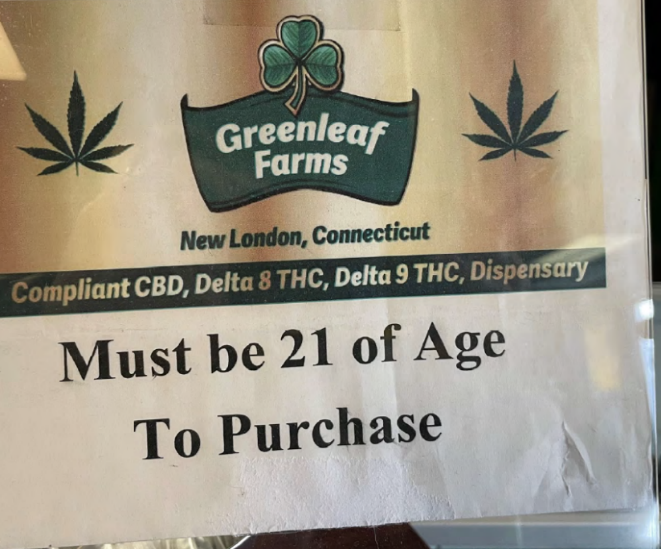 Greenleaf
Farms
New London, Connecticut
Compliant CBD, Delta 8 THC, Delta 9 THC, Dispensary
Must be 21 of Age
To Purchase